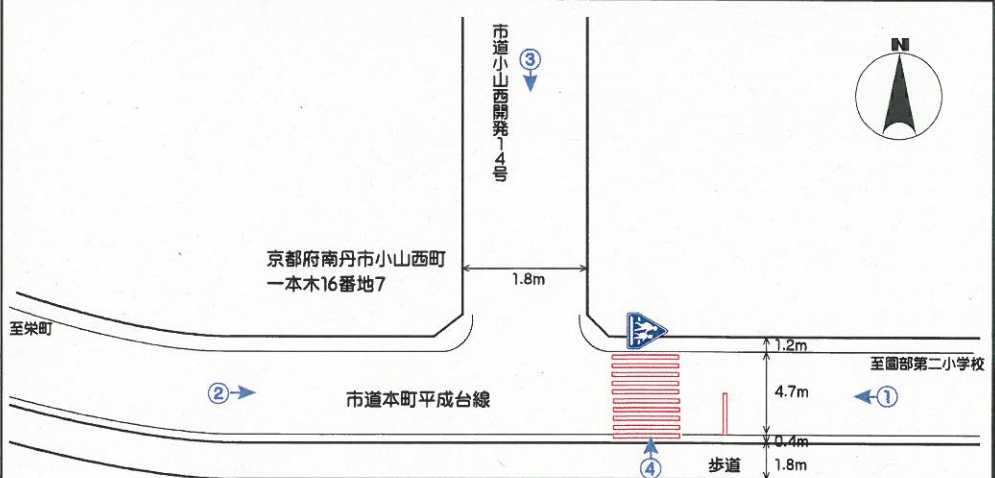 市道小山西開発14号
③
N
京都府南丹市小山西町
一本木16番地7
1.8m
至栄町
1.2m
至園部第二小学校
②
市道本町平成台線
4.7m
①
0.4m
④
歩道
1.8m